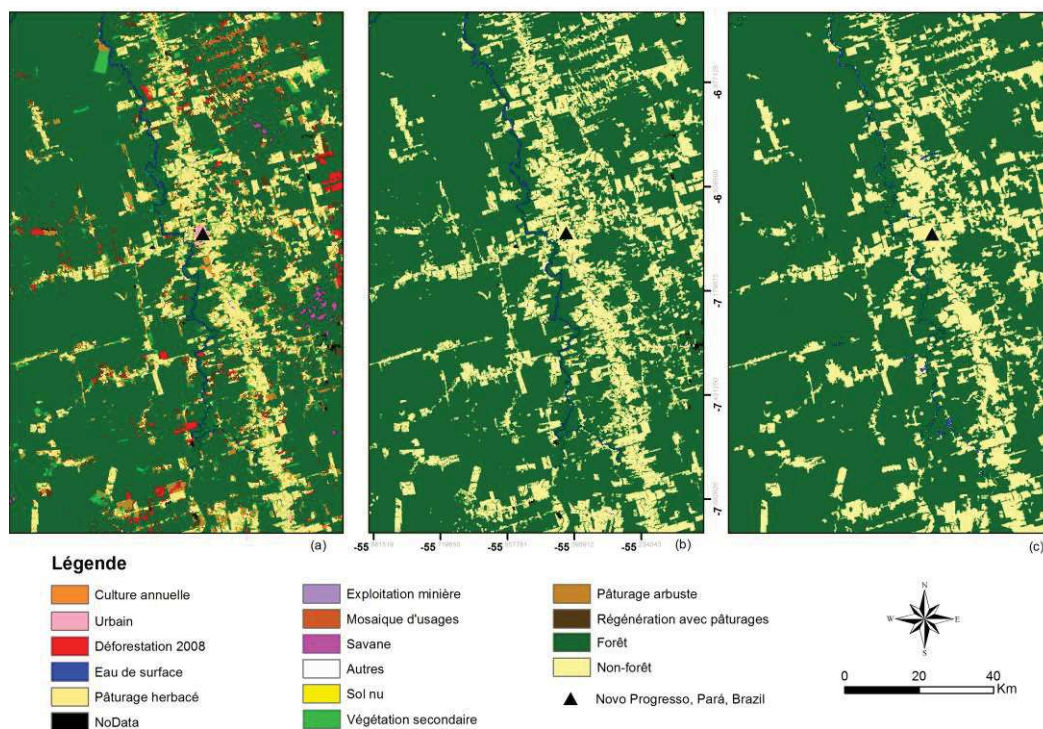 (a)
(b)
(c)
-6
-6
-7
-7
-7
-55
-55
-55
-55
-55
Légende
Culture annuelle
Urbain
Déforestation 2008
Eau de surface
Pâturage herbacé
NoData
Exploitation minière
Mosaique d'usages
Savane
Autres
Sol nu
Végétation secondaire
Pâturage arbuste
Régénération avec pâturages
Forêt
Non-forêt
Novo Progresso, Pará, Brazil
N
W
E
S
0 20 40
Km